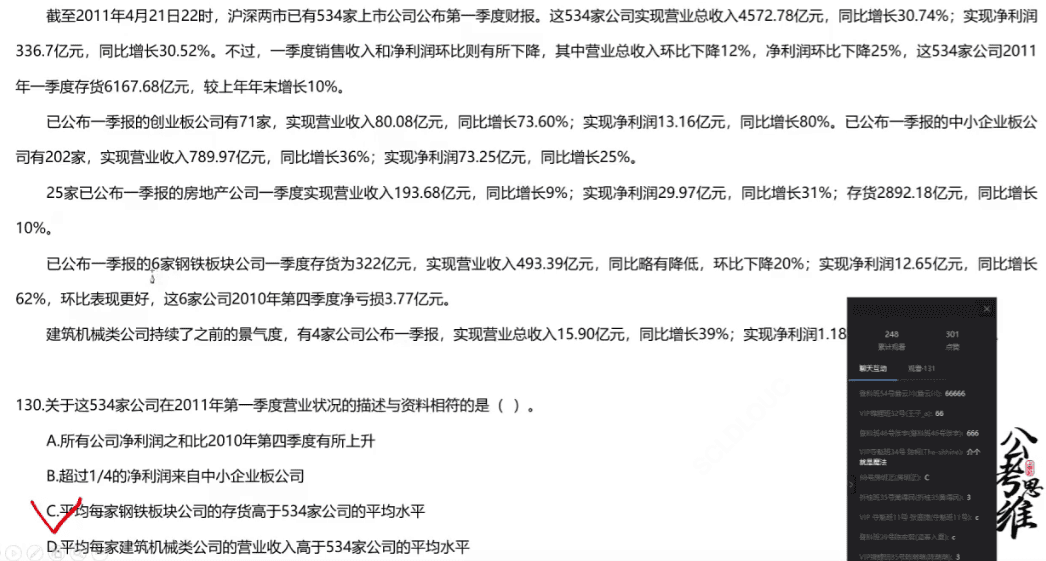 截至2011年4月21日22时，沪深两市已有534家上市公司公布第一季度财报。这534家公司实现营业总收入4572.78亿元，同比增长30.74%；实现净利润
336.7亿元，同比增长30.52%。不过，一季度销售收入和净利润环比则有所下降，其中营业总收入环比下降12%，净利润环比下降25%，这534家公司2011
年一季度存货6167.68亿元，较上年年末增长10%。
已公布一季报的创业板公司有71家，实现营业收入80.08亿元，同比增长73.60%；实现净利润13.16亿元，同比增长80%。已公布一季报的中小企业板公
司有202家，实现营业收入789.97亿元，同比增长36%；实现净利润73.25亿元，同比增长25%。
25家已公布一季报的房地产公司一季度实现营业收入193.68亿元，同比增长9%；实现净利润29.97亿元，同比增长31%；存货2892.18亿元，同比增长
10%。
已公布一季报的6家钢铁板块公司一季度存货为322亿元，实现营业收入493.39亿元，同比略有降低，环比下降20%；实现净利润12.65亿元，同比增长
62%，环比表现更好，这6家公司2010年第四季度净亏损3.77亿元。
建筑机械类公司持续了之前的景气度，有4家公司公布一季报，实现营业总收入15.90亿元，同比增长39%；实现净利润1.18
248 301
累计观看 点赞
聊天互动 观看·131
66666
66
666
介个
就是魔法
C
3
c
c
3
130.关于这534家公司在2011年第一季度营业状况的描述与资料相符的是（ ）。
A.所有公司净利润之和比2010年第四季度有所上升
B.超过1/4的净利润来自中小企业板公司
C.平均每家钢铁板块公司的存货高于534家公司的平均水平
D.平均每家建筑机械类公司的营业收入高于534家公司的平均水平
公考思维